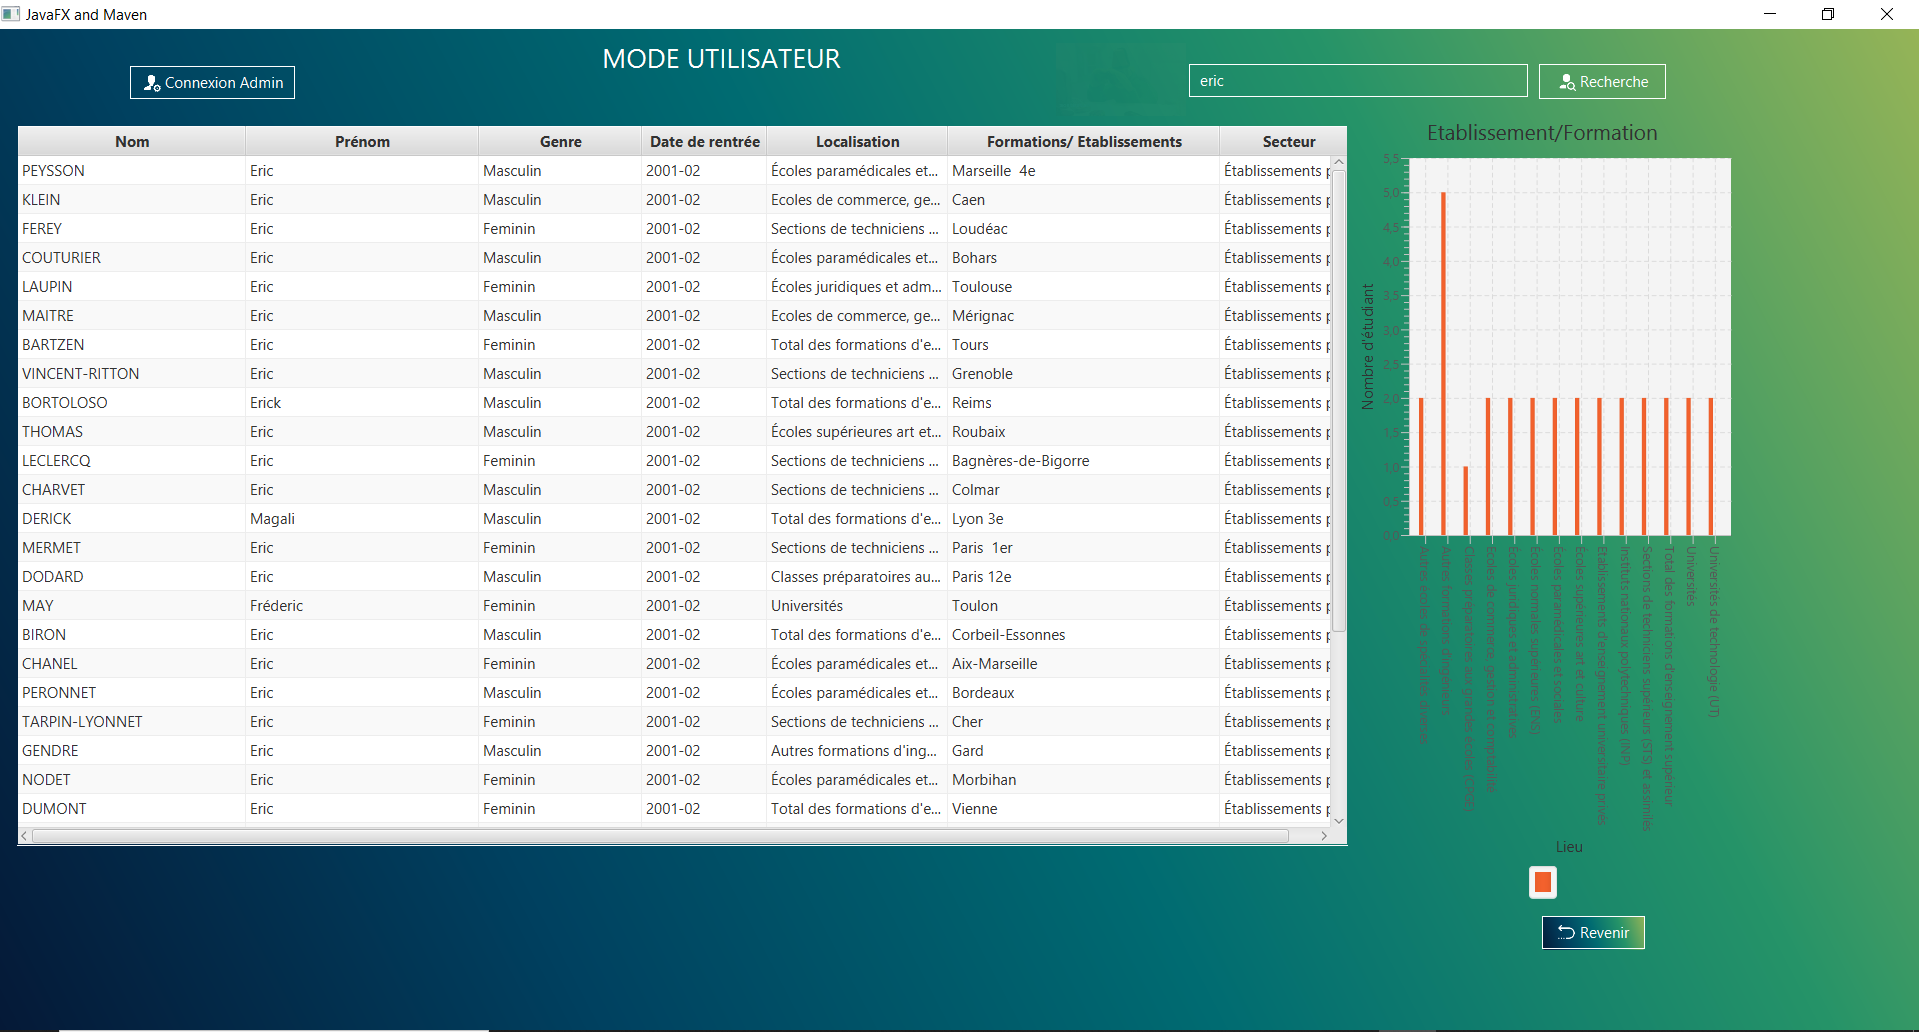 JavaFX and Maven
MODE UTILISATEUR
Connexion Admin
eric
Recherche
Nom Prénom Genre Date de rentrée Localisation Formations/ Etablissements Secteur
PEYSSON Eric Masculin 2001-02 Écoles paramédicales et... Marseille 4e Établissements p
KLEIN Eric Masculin 2001-02 Ecoles de commerce, ge... Caen Établissements p
FEREY Eric Feminin 2001-02 Sections de techniciens ... Loudéac Établissements p
COUTURIER Eric Masculin 2001-02 Écoles paramédicales et... Bohars Établissements p
LAUPIN Eric Feminin 2001-02 Écoles juridiques et adm... Toulouse Établissements p
MAITRE Eric Masculin 2001-02 Ecoles de commerce, ge... Mérignac Établissements p
BARTZEN Eric Feminin 2001-02 Total des formations d'e... Tours Établissements p
VINCENT-RITTON Eric Masculin 2001-02 Sections de techniciens ... Grenoble Établissements p
BORTOLOSO Erick Masculin 2001-02 Total des formations d'e... Reims Établissements p
THOMAS Eric Masculin 2001-02 Écoles supérieures art et... Roubaix Établissements p
LECLERCQ Eric Feminin 2001-02 Sections de techniciens ... Bagnères-de-Bigorre Établissements p
CHARVET Eric Masculin 2001-02 Sections de techniciens ... Colmar Établissements p
DERICK Magali Masculin 2001-02 Total des formations d'e... Lyon 3e Établissements p
MERMET Eric Feminin 2001-02 Sections de techniciens ... Paris 1er Établissements p
DODARD Eric Masculin 2001-02 Classes préparatoires au... Paris 12e Établissements p
MAY Fréderic Feminin 2001-02 Universités Toulon Établissements p
BIRON Eric Masculin 2001-02 Total des formations d'e... Corbeil-Essonnes Établissements p
CHANEL Eric Feminin 2001-02 Écoles paramédicales et... Aix-Marseille Établissements p
PERONNET Eric Masculin 2001-02 Écoles paramédicales et... Bordeaux Établissements p
TARPIN-LYONNET Eric Feminin 2001-02 Sections de techniciens ... Cher Établissements p
GENDRE Eric Masculin 2001-02 Autres formations d'ing... Gard Établissements p
NODET Eric Feminin 2001-02 Écoles paramédicales et... Morbihan Établissements p
DUMONT Eric Feminin 2001-02 Total des formations d'e... Vienne Établissements p
Etablissement/Formation
Nombre d'étudiant
5,5
5,0
4,5
4,0
3,5
3,0
2,5
2,0
1,5
1,0
0,5
0,0
Autres écoles de spécialités diverses
Autres formations d'ingénieurs
Classes préparatoires aux grandes écoles (CPGE)
Ecoles de commerce, gestion et comptabilité
Écoles juridiques et administratives
Écoles normales supérieures (ENS)
Écoles paramédicales et sociales
Écoles supérieures art et culture
Établissements d'enseignement universitaire privés
Instituts nationaux polytechniques (INP)
Sections de techniciens supérieurs (STS) et assimilés
Total des formations d'enseignement supérieur
Universités
Universités de technologie (UT)
Lieu
Revenir